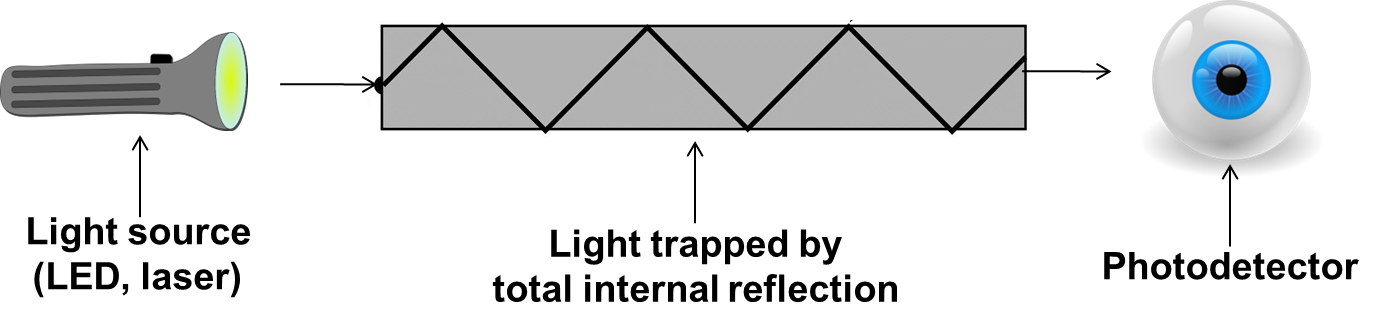 Light source
(LED, laser)
Light trapped by
total internal reflection
Photodetector